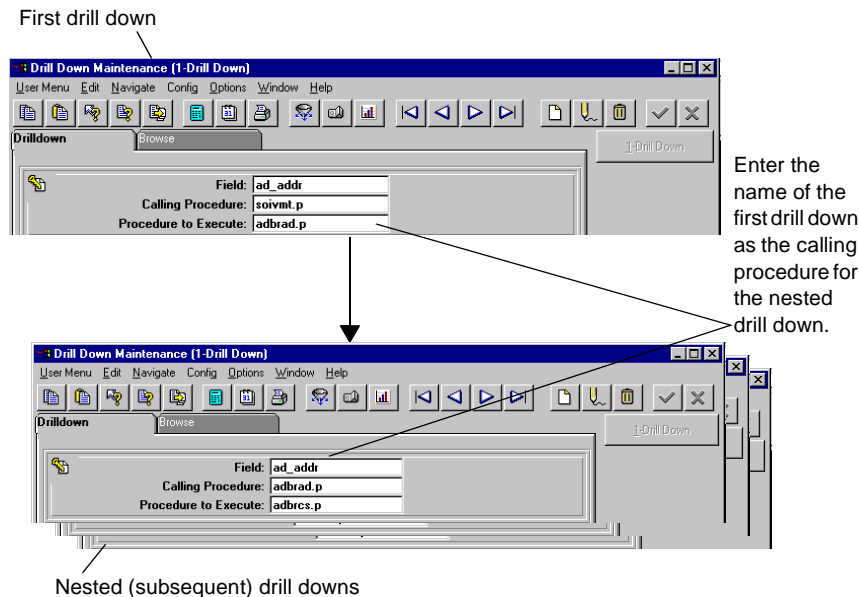 First drill down
Drill Down Maintenance (1-Drill Down)
User Menu Edit Navigate Config Options Window Help
Drilldown Browse
1-Drill Down
Field: ad_addr
Calling Procedure: soivmt.p
Procedure to Execute: adbrad.p
Enter the
name of the
first drill down
as the calling
procedure for
the nested
drill down.
Drill Down Maintenance (1-Drill Down)
User Menu Edit Navigate Config Options Window Help
Drilldown Browse
1-Drill Down
Field: ad_addr
Calling Procedure: adbrad.p
Procedure to Execute: adbrcs.p
Nested (subsequent) drill downs